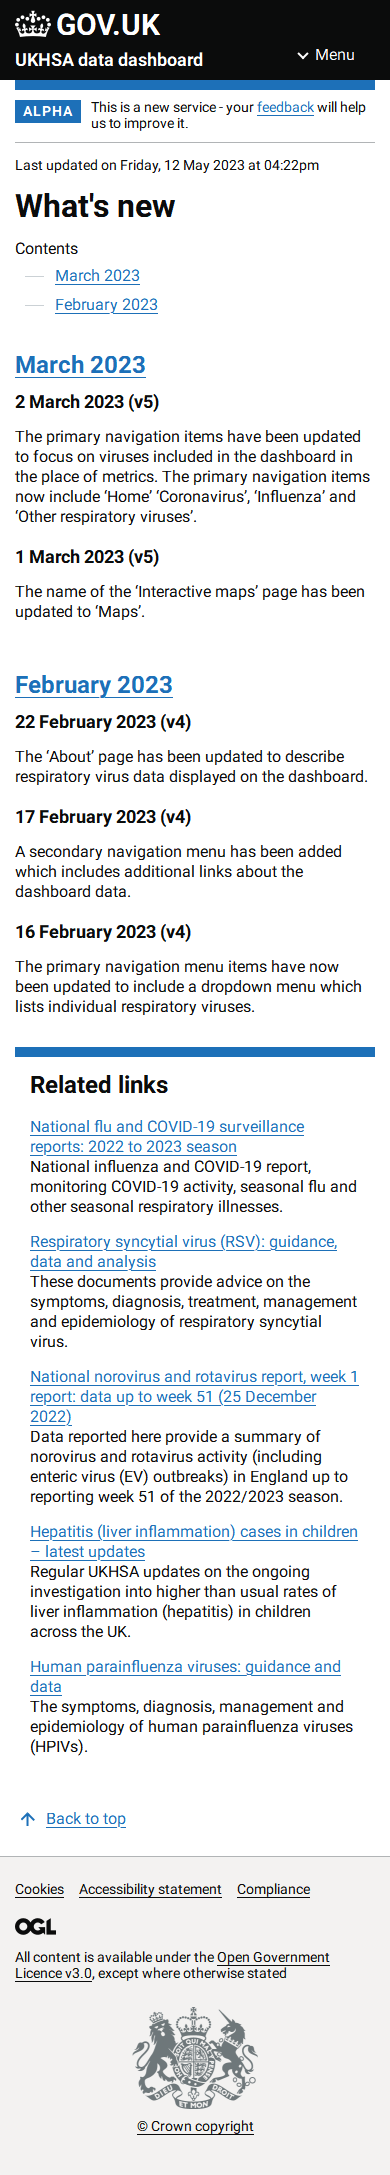 GOV.UK
UKHSA data dashboard
Menu
ALPHA
This is a new service - your feedback will help
us to improve it.
Last updated on Friday, 12 May 2023 at 04:22pm
What's new
Contents
March 2023
February 2023
March 2023
2 March 2023 (v5)
The primary navigation items have been updated
to focus on viruses included in the dashboard in
the place of metrics. The primary navigation items
now include ‘Home’ ‘Coronavirus’, ‘Influenza’ and
‘Other respiratory viruses’.
1 March 2023 (v5)
The name of the ‘Interactive maps’ page has been
updated to ‘Maps’.
February 2023
22 February 2023 (v4)
The ‘About’ page has been updated to describe
respiratory virus data displayed on the dashboard.
17 February 2023 (v4)
A secondary navigation menu has been added
which includes additional links about the
dashboard data.
16 February 2023 (v4)
The primary navigation menu items have now
been updated to include a dropdown menu which
lists individual respiratory viruses.
Related links
National flu and COVID-19 surveillance
reports: 2022 to 2023 season
National influenza and COVID-19 report,
monitoring COVID-19 activity, seasonal flu and
other seasonal respiratory illnesses.
Respiratory syncytial virus (RSV): guidance,
data and analysis
These documents provide advice on the
symptoms, diagnosis, treatment, management
and epidemiology of respiratory syncytial
virus.
National norovirus and rotavirus report, week 1
report: data up to week 51 (25 December
2022)
Data reported here provide a summary of
norovirus and rotavirus activity (including
enteric virus (EV) outbreaks) in England up to
reporting week 51 of the 2022/2023 season.
Hepatitis (liver inflammation) cases in children
– latest updates
Regular UKHSA updates on the ongoing
investigation into higher than usual rates of
liver inflammation (hepatitis) in children
across the UK.
Human parainfluenza viruses: guidance and
data
The symptoms, diagnosis, management and
epidemiology of human parainfluenza viruses
(HPIVs).
Back to top
Cookies Accessibility statement Compliance
OGL
All content is available under the Open Government
Licence v3.0, except where otherwise stated
DIEU ET MON DROIT
© Crown copyright